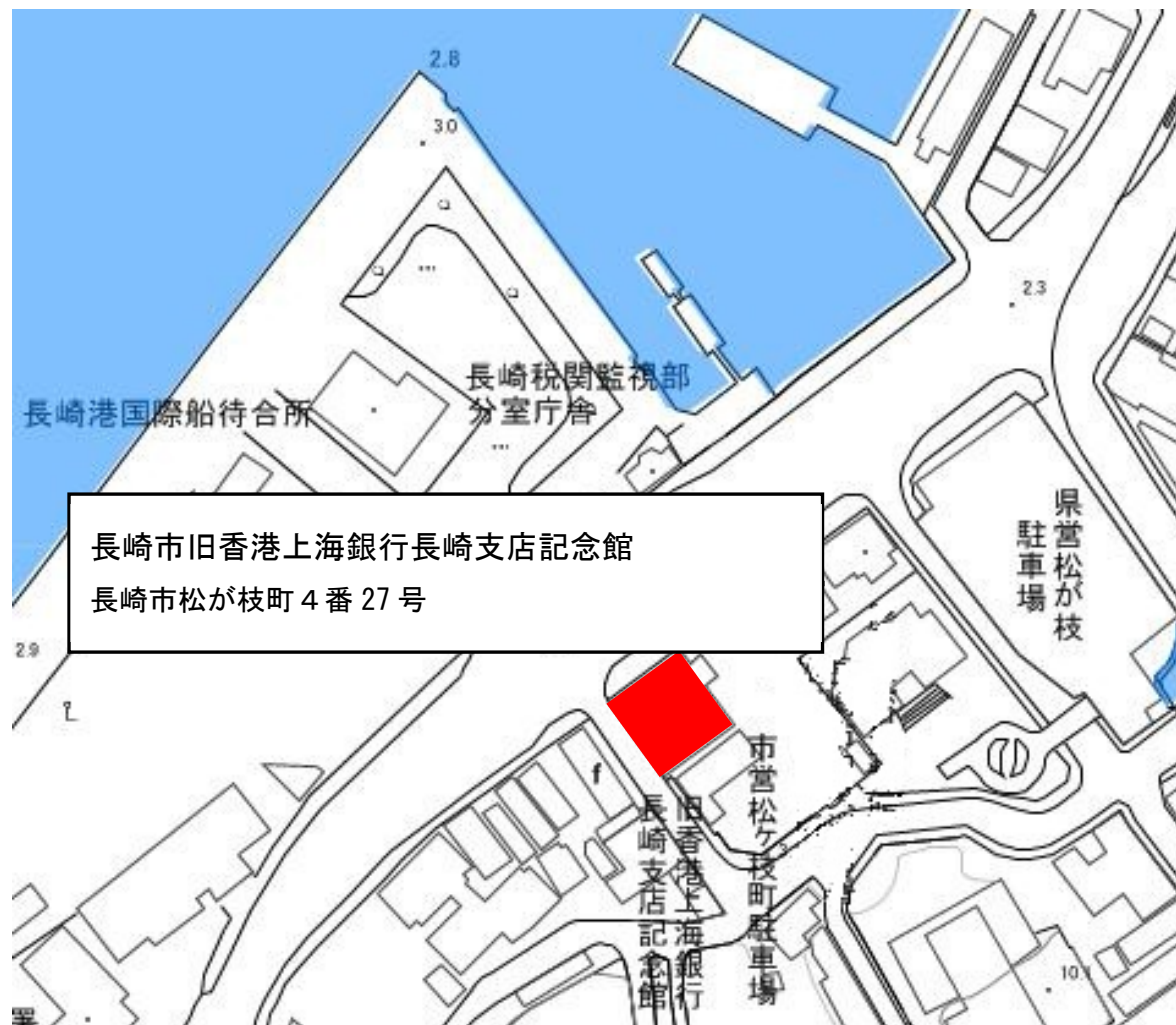 2.8
3.0
2.3
長崎税関監視部
分室庁舎
長崎港国際船待合所
県営松が枝
駐車場
長崎市旧香港上海銀行長崎支店記念館
長崎市松が枝町４番 27 号
2.9
市営松ケ枝町駐車場
旧香港上海銀行
長崎支店記念館
10.1
署